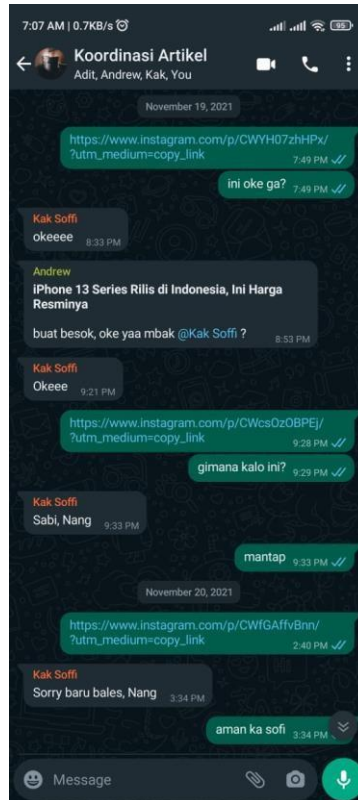 7:07 AM | 0.7KB/s
95
Koordinasi Artikel
Adit, Andrew, Kak, You
November 19, 2021
https://www.instagram.com/p/CWYH07zhHPx/
?utm_medium=copy_link
7:49 PM
ini oke ga? 7:49 PM
Kak Soffi
okeeee 8:33 PM
Andrew
iPhone 13 Series Rilis di Indonesia, Ini Harga
Resminya
buat besok, oke yaa mbak @Kak Soffi ?
8:53 PM
Kak Soffi
Okeee 9:21 PM
https://www.instagram.com/p/CWcsOzOBPEj/
?utm_medium=copy_link
9:28 PM
gimana kalo ini? 9:29 PM
Kak Soffi
Sabi, Nang 9:33 PM
mantap 9:33 PM
November 20, 2021
https://www.instagram.com/p/CWfGAffvBnn/
?utm_medium=copy_link
2:40 PM
Kak Soffi
Sorry baru bales, Nang 3:34 PM
aman ka sofi 3:34 PM
Message